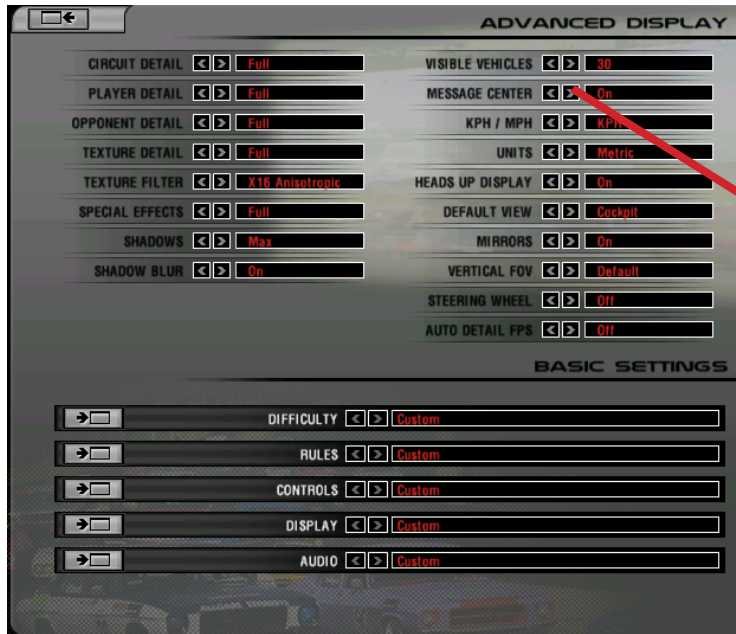 ADVANCED DISPLAY
CIRCUIT DETAIL Full
PLAYER DETAIL Full
OPPONENT DETAIL Full
TEXTURE DETAIL Full
TEXTURE FILTER X16 Anisotropic
SPECIAL EFFECTS Full
SHADOWS Max
SHADOW BLUR On
VISIBLE VEHICLES 30
MESSAGE CENTER On
KPH / MPH KPH
UNITS Metric
HEADS UP DISPLAY On
DEFAULT VIEW Cockpit
MIRRORS On
VERTICAL FOV Default
STEERING WHEEL Off
AUTO DETAIL FPS Off
BASIC SETTINGS
DIFFICULTY Custom
RULES Custom
CONTROLS Custom
DISPLAY Custom
AUDIO Custom